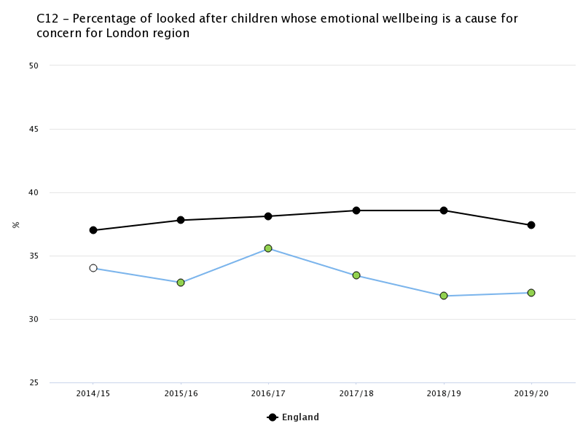 C12 – Percentage of looked after children whose emotional wellbeing is a cause for
concern for London region
50
45
40
%
35
30
25
2014/15 2015/16 2016/17 2017/18 2018/19 2019/20
England